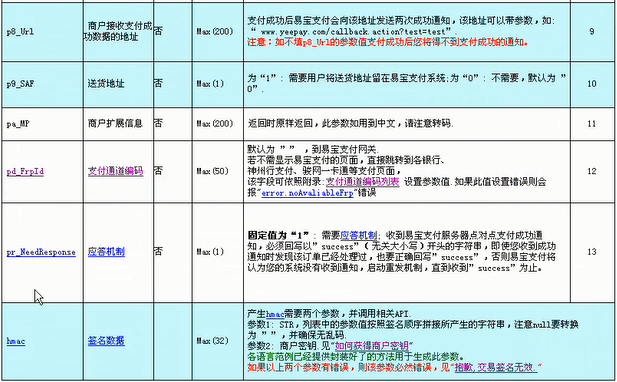 p8_Url 商户接收支付成功数据的地址 否 Max(200) 支付成功后易宝支付会向该地址发送两次成功通知，该地址可以带参数，如:
“ www.yeepay.com/callback.action?test=test”.
注意：如不填p8_Url的参数值支付成功后您将得不到支付成功的通知。 9
p9_SAF 送货地址 否 Max(1) 为“1”: 需要用户将送货地址留在易宝支付系统;为“0”: 不需要，默认为 ”
0”. 10
pa_MP 商户扩展信息 否 Max(200) 返回时原样返回，此参数如用到中文，请注意转码. 11
pd_FrpId 支付通道编码 否 Max(50) 默认为 ”” ，到易宝支付网关.
若不需显示易宝支付的页面，直接跳转到各银行、
神州行支付、骏网一卡通等支付页面，
该字段可依照附录:支付通道编码列表 设置参数值.如果此值设置错误则会
报“error.noAvaliableFrp”错误 12
pr_NeedResponse 应答机制 否 Max(1) 固定值为“1”: 需要应答机制; 收到易宝支付服务器点对点支付成功通
知，必须回写以”success”（无关大小写）开头的字符串，即使您收到成功
通知时发现该订单已经处理过，也要正确回写”success”，否则易宝支付将
认为您的系统没有收到通知，启动重发机制，直到收到”success”为止。 13
hmac 签名数据 Max(32) 产生hmac需要两个参数，并调用相关API.
参数1: STR，列表中的参数值按照签名顺序拼接所产生的字符串，注意null要转换
为 ””，并确保无乱码.
参数2: 商户密钥.见“如何获得商户密钥”
各语言范例已经提供封装好了的方法用于生成此参数。
如果以上两个参数有错误，则该参数必然错误，见“抱歉,交易签名无效.”